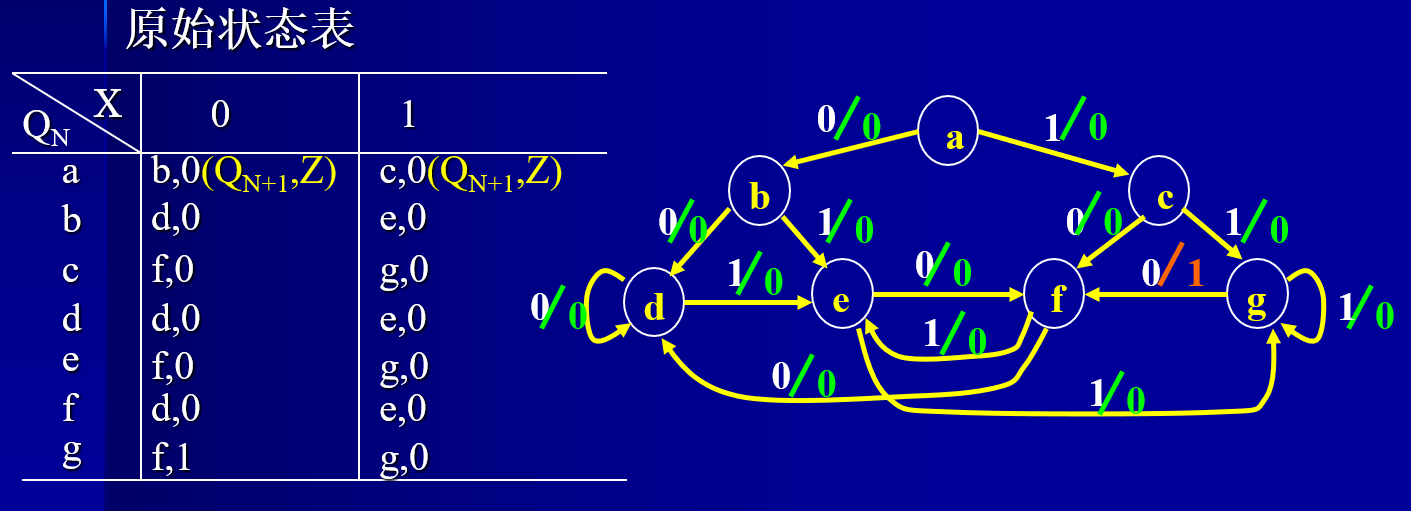 原始状态表
X
Q_N
0 1
a b,0(Q_N+1,Z) c,0(Q_N+1,Z)
b d,0 e,0
c f,0 g,0
d d,0 e,0
e f,0 g,0
f d,0 e,0
g f,1 g,0
0/0 a 1/0
b c
0/0 1/0 0/0 1/0
1/0 0/0 0/1
0/0 d e f g 1/0
1/0
0/0
1/0